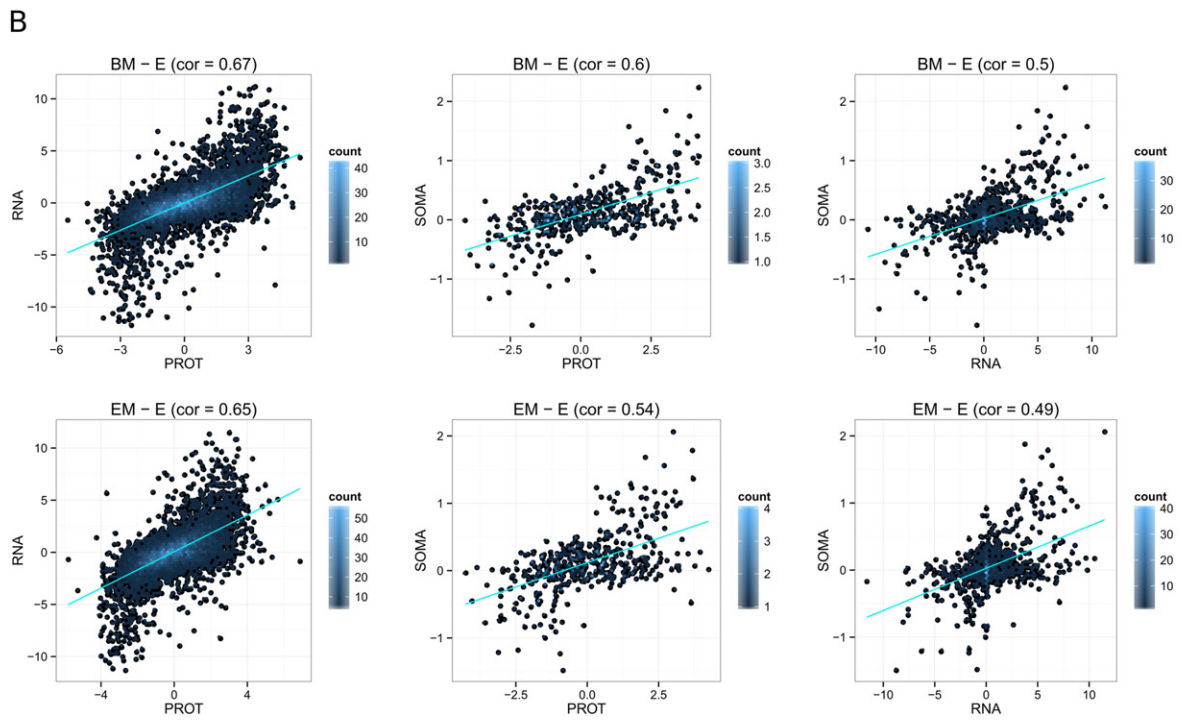 B
BM − E (cor = 0.67)
10
5
0
−5
−10
RNA
−6
−3
0
3
PROT
count
40
30
20
10
BM − E (cor = 0.6)
2
1
0
−1
SOMA
−2.5
0.0
2.5
PROT
count
3.0
2.5
2.0
1.5
1.0
BM − E (cor = 0.5)
2
1
0
−1
SOMA
−10
−5
0
5
10
RNA
count
30
20
10
EM − E (cor = 0.65)
10
5
0
−5
−10
RNA
−4
0
4
PROT
count
50
40
30
20
10
EM − E (cor = 0.54)
2
1
0
−1
SOMA
−2.5
0.0
2.5
PROT
count
4
3
2
1
EM − E (cor = 0.49)
2
1
0
−1
SOMA
−10
−5
0
5
10
RNA
count
40
30
20
10